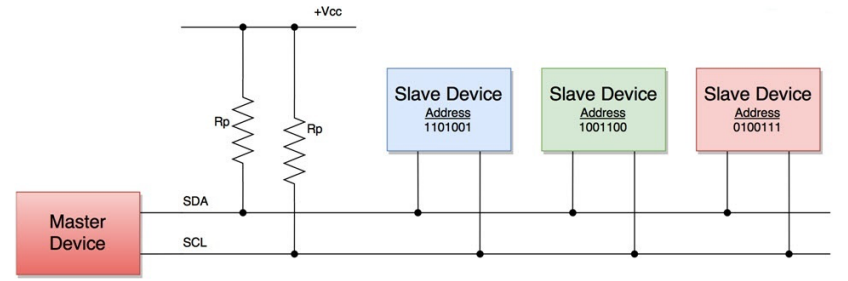 +Vcc
Rp
Rp
Slave Device
Address
1101001
Slave Device
Address
1001100
Slave Device
Address
0100111
Master
Device
SDA
SCL